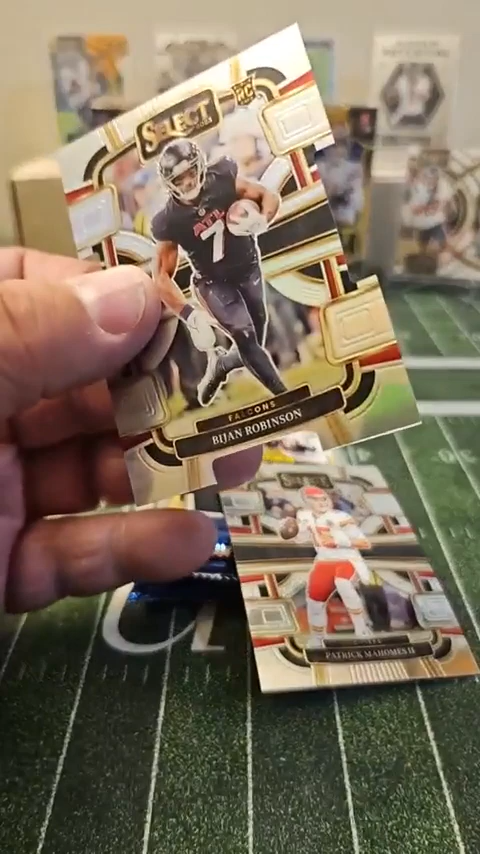 RC
SELECT
ATL
7
FALCONS
BIJAN ROBINSON
SELECT
PATRICK MAHOMES II